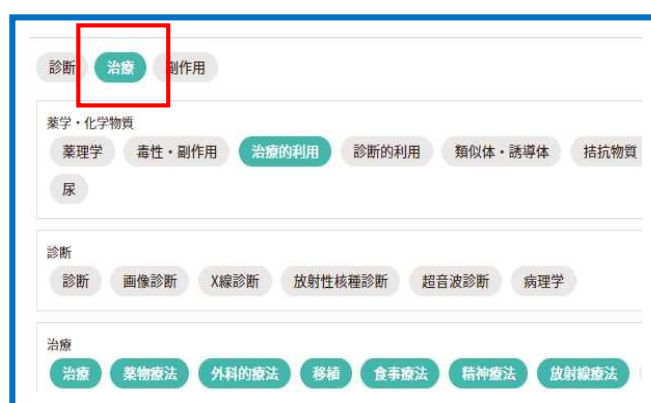 診断 治療 副作用
薬学・化学物質
薬理学 毒性・副作用 治療的利用 診断的利用 類似体・誘導体 拮抗物質
尿
診断
診断 画像診断 X線診断 放射性核種診断 超音波診断 病理学
治療
治療 薬物療法 外科的療法 移植 食事療法 精神療法 放射線療法